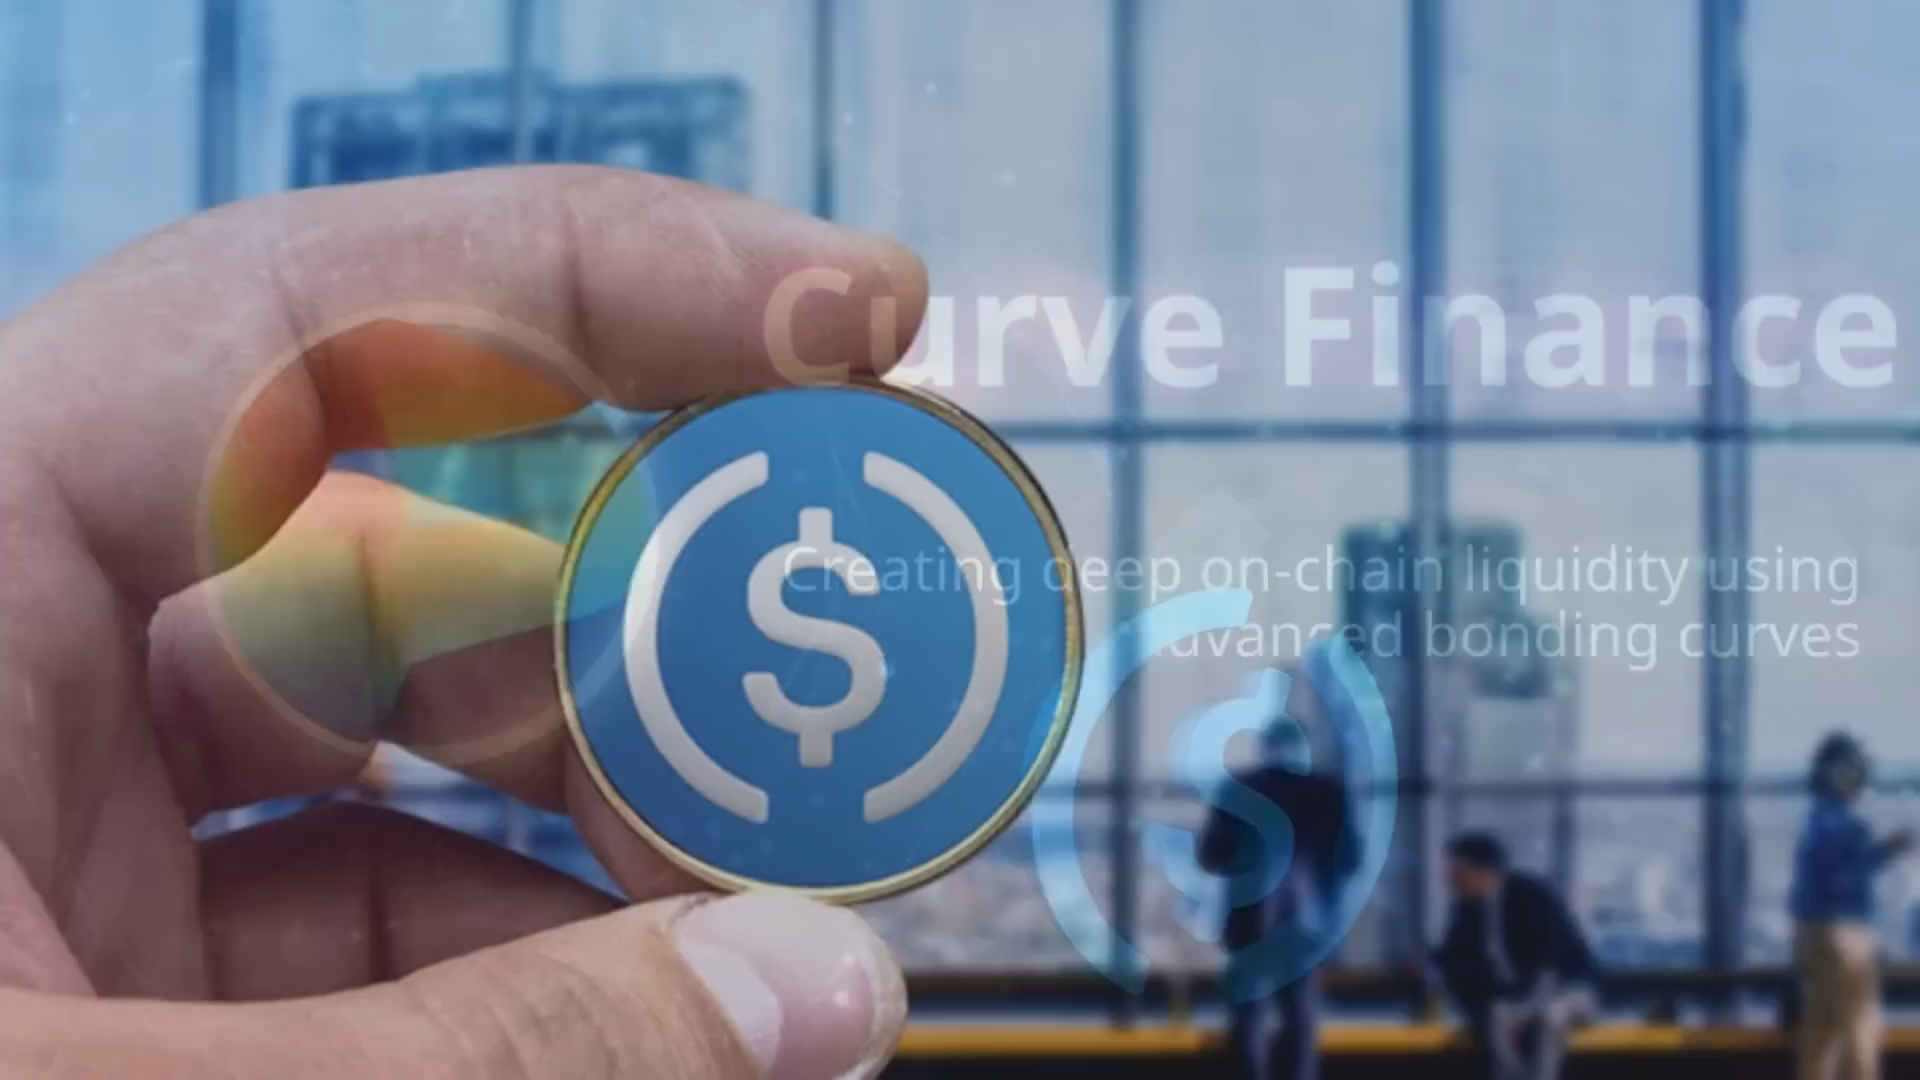 Curve Finance
Creating deep on-chain liquidity using
advanced bonding curves
$
$